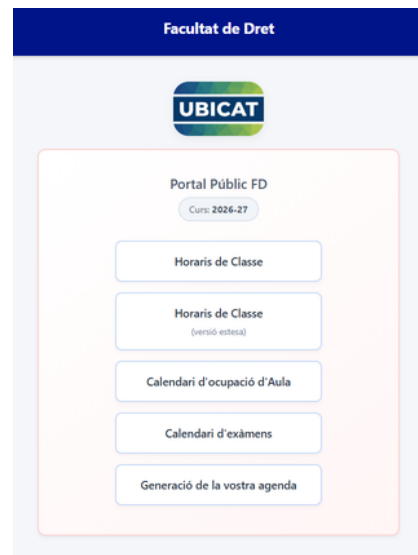 Facultat de Dret
UBICAT
Portal Públic FD
Curs: 2026-27
Horaris de Classe
Horaris de Classe
(versió estesa)
Calendari d'ocupació d'Aula
Calendari d'exàmens
Generació de la vostra agenda